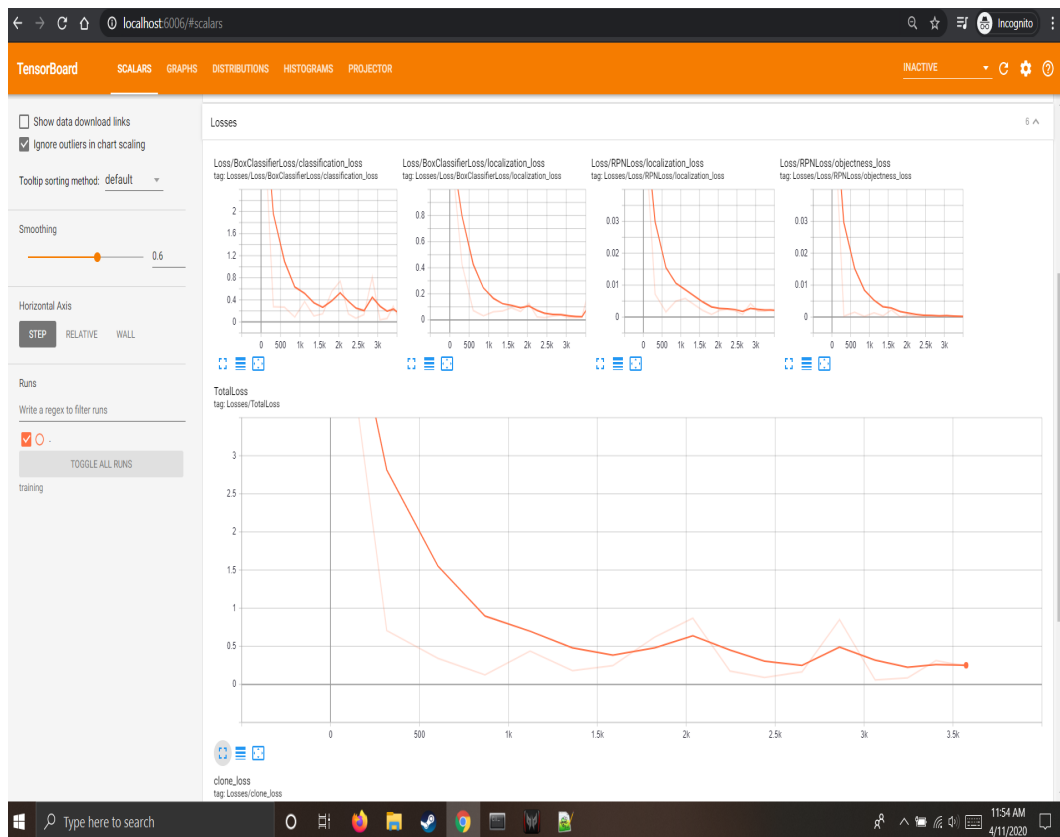 localhost:6006/#scalars
Incognito
TensorBoard
SCALARS
GRAPHS
DISTRIBUTIONS
HISTOGRAMS
PROJECTOR
INACTIVE
Show data download links
Ignore outliers in chart scaling
Tooltip sorting method: default
Smoothing
0.6
Horizontal Axis
STEP RELATIVE WALL
Runs
Write a regex to filter runs
.
TOGGLE ALL RUNS
training
Losses
6
Loss/BoxClassifierLoss/classification_loss
tag: Losses/Loss/BoxClassifierLoss/classification_loss
2
1.6
1.2
0.8
0.4
0
0 500 1k 1.5k 2k 2.5k 3k
Loss/BoxClassifierLoss/localization_loss
tag: Losses/Loss/BoxClassifierLoss/localization_loss
0.8
0.6
0.4
0.2
0
0 500 1k 1.5k 2k 2.5k 3k
Loss/RPNLoss/localization_loss
tag: Losses/Loss/RPNLoss/localization_loss
0.03
0.02
0.01
0
0 500 1k 1.5k 2k 2.5k 3k
Loss/RPNLoss/objectness_loss
tag: Losses/Loss/RPNLoss/objectness_loss
0.03
0.02
0.01
0
0 500 1k 1.5k 2k 2.5k 3k
TotalLoss
tag: Losses/TotalLoss
3
2.5
2
1.5
1
0.5
0
0 500 1k 1.5k 2k 2.5k 3k 3.5k
clone_loss
tag: Losses/clone_loss
Type here to search
11:54 AM
4/11/2020